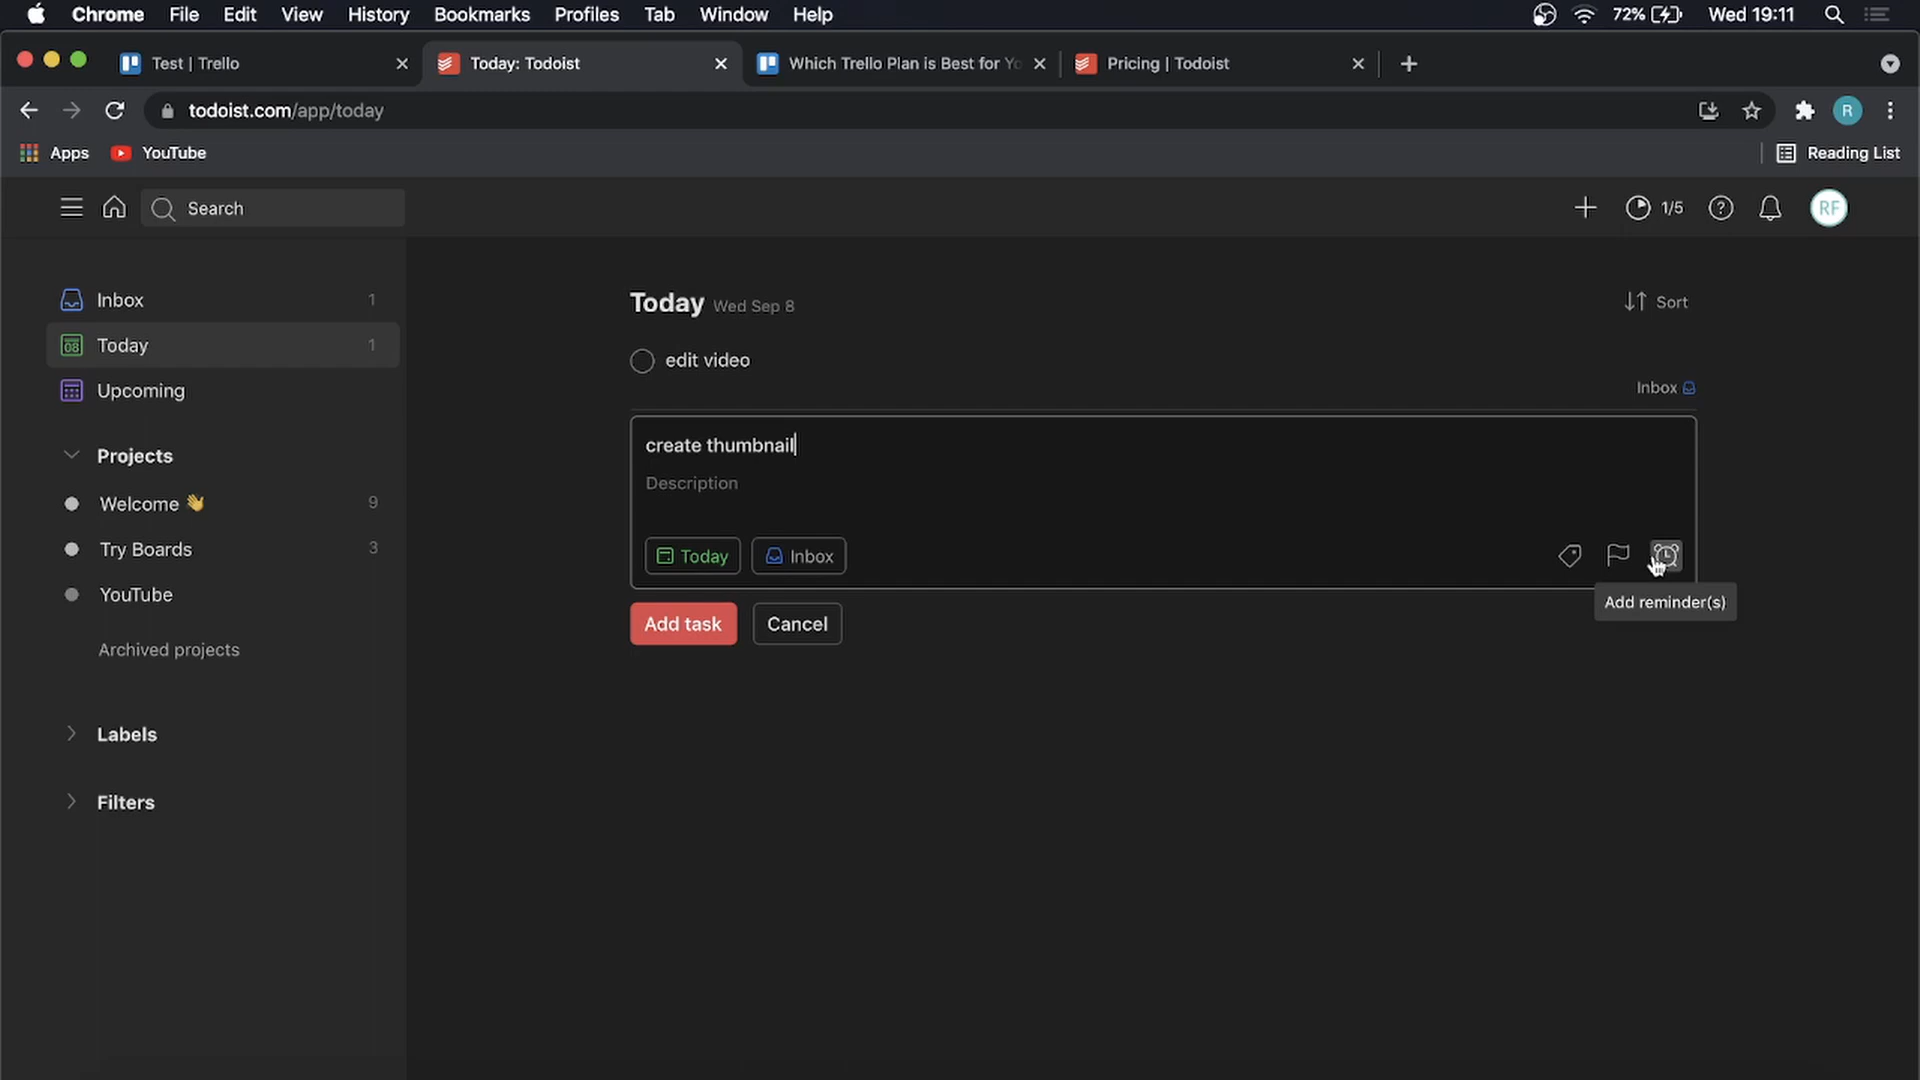 Chrome File Edit View History Bookmarks Profiles Tab Window Help 72% Wed 19:11
Test | Trello Today: Todoist Which Trello Plan is Best for Yo Pricing | Todoist
todoist.com/app/today R
Apps YouTube Reading List
Search 1/5 RF
Inbox 1
08 Today 1
Upcoming
Projects
Welcome 👋 9
Try Boards 3
YouTube
Archived projects
Labels
Filters
Today Wed Sep 8 Sort
edit video
Inbox
create thumbnail
Description
Today Inbox
Add reminder(s)
Add task Cancel